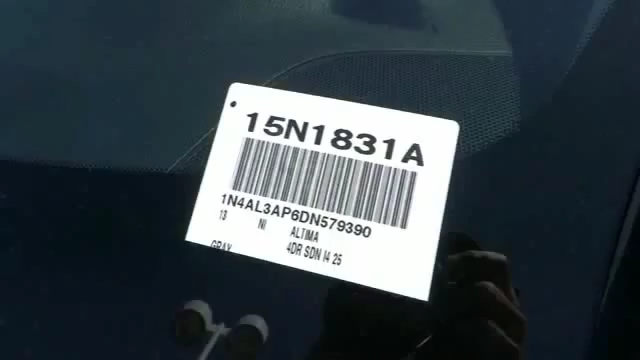 15N1831A
1N4AL3AP6DN579390
13 NI ALTIMA
GRAY 4DR SDN I4 25